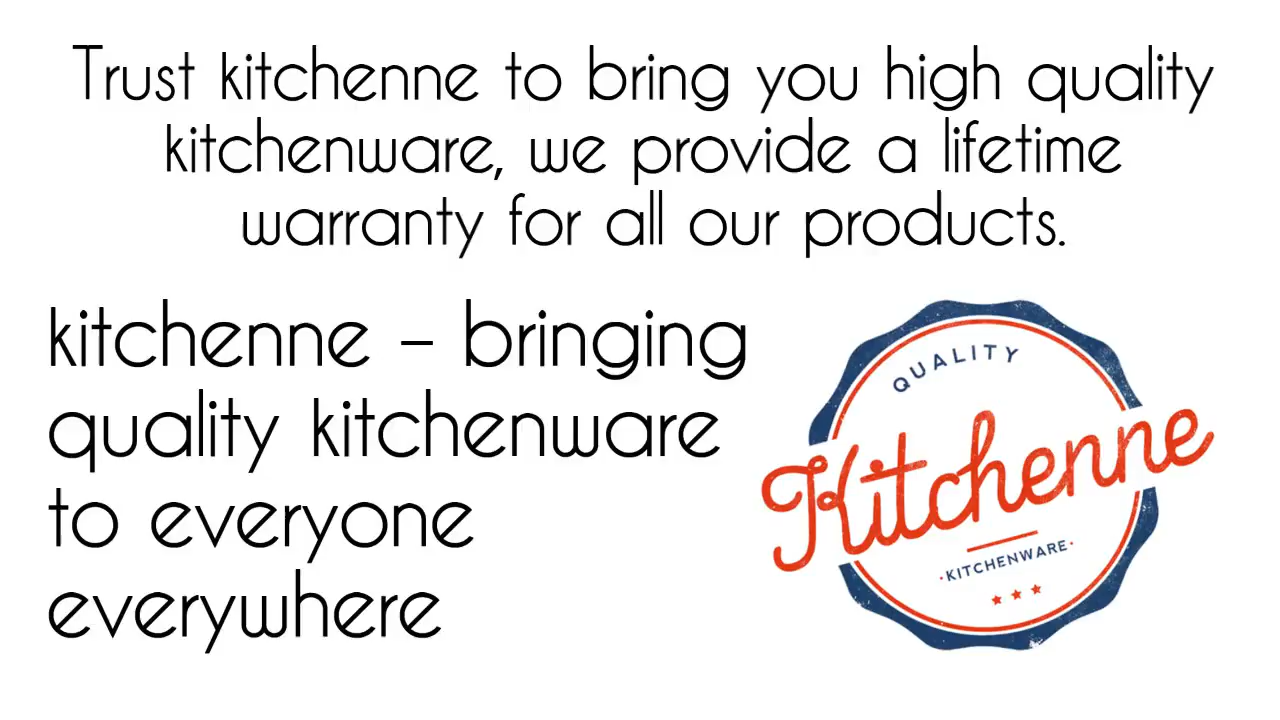 Trust kitchenne to bring you high quality
kitchenware, we provide a lifetime
warranty for all our products.
kitchenne – bringing
quality kitchenware
to everyone
everywhere
QUALITY
Kitchenne
·KITCHENWARE·